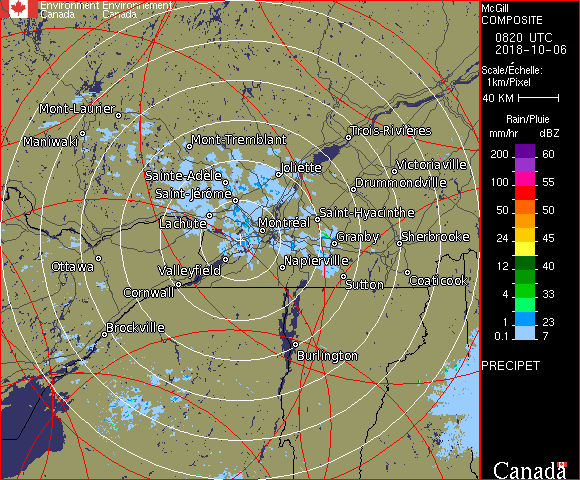 Environment Environnement
Canada Canada
McGill
COMPOSITE
0820 UTC
2018-10-06
Scale/Échelle:
1km/Pixel
40 KM
Rain/Pluie
mm/hr dBZ
200 60
150 57
100 55
50 50
24 45
12 40
4 33
1 23
0.1 7
PRECIPET
Canada
Mont-Laurier
Maniwaki
Mont-Tremblant
Trois-Rivières
Sainte-Adèle
Joliette
Victoriaville
Saint-Jérôme
Drummondville
Lachute
Montréal
Saint-Hyacinthe
Granby
Sherbrooke
Ottawa
Valleyfield
Napierville
Cornwall
Sutton
Coaticook
Brockville
Burlington